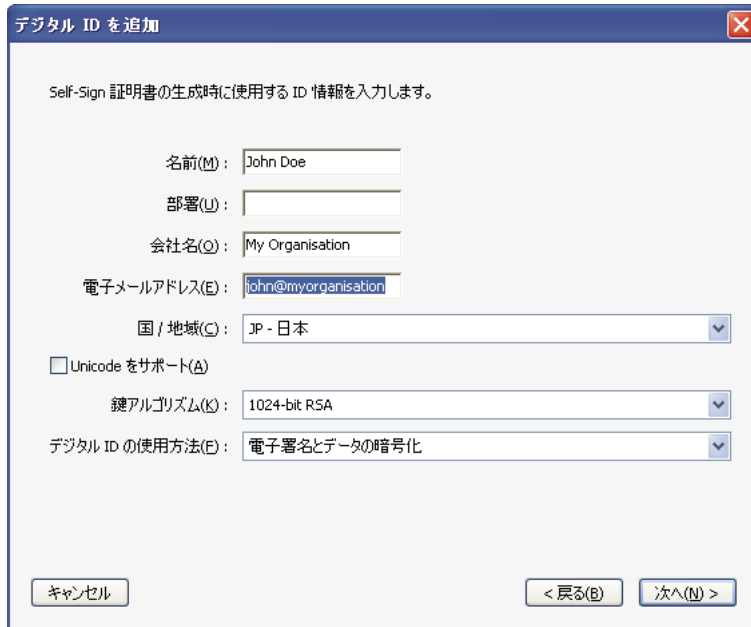 デジタル ID を追加
Self-Sign 証明書の生成時に使用する ID 情報を入力します。
名前(M)： John Doe
部署(U)：
会社名(O)： My Organisation
電子メールアドレス(E)： john@myorganisation
国 / 地域(C)： JP - 日本
Unicode をサポート(A)
鍵アルゴリズム(K)： 1024-bit RSA
デジタル ID の使用方法(F)： 電子署名とデータの暗号化
キャンセル < 戻る(B) 次へ(N) >